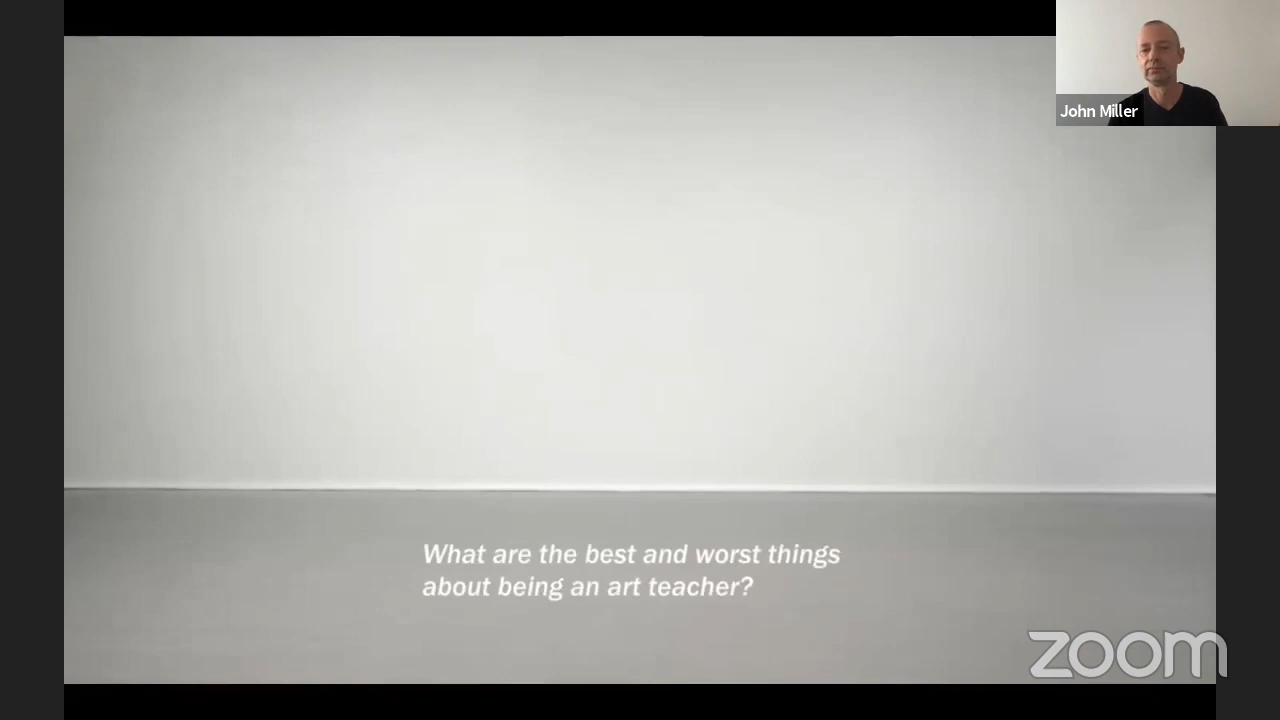 John Miller
What are the best and worst things
about being an art teacher?
zoom